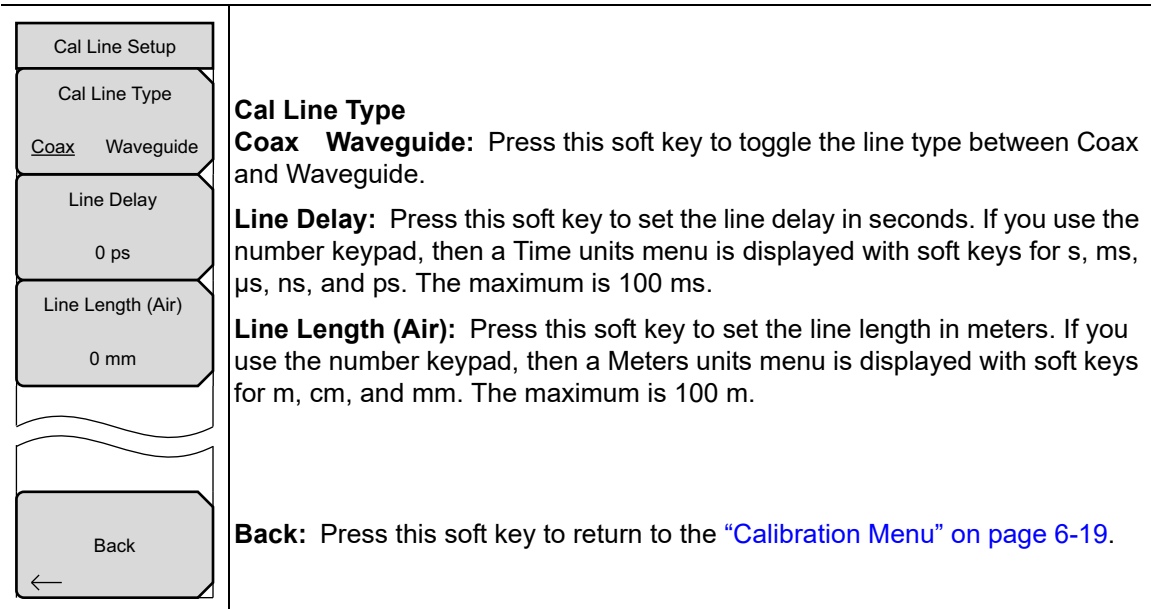 Cal Line Setup
Cal Line Type
Coax Waveguide
Line Delay
0 ps
Line Length (Air)
0 mm
Back
Cal Line Type
Coax Waveguide: Press this soft key to toggle the line type between Coax
and Waveguide.
Line Delay: Press this soft key to set the line delay in seconds. If you use the
number keypad, then a Time units menu is displayed with soft keys for s, ms,
µs, ns, and ps. The maximum is 100 ms.
Line Length (Air): Press this soft key to set the line length in meters. If you
use the number keypad, then a Meters units menu is displayed with soft keys
for m, cm, and mm. The maximum is 100 m.
Back: Press this soft key to return to the “Calibration Menu” on page 6-19.